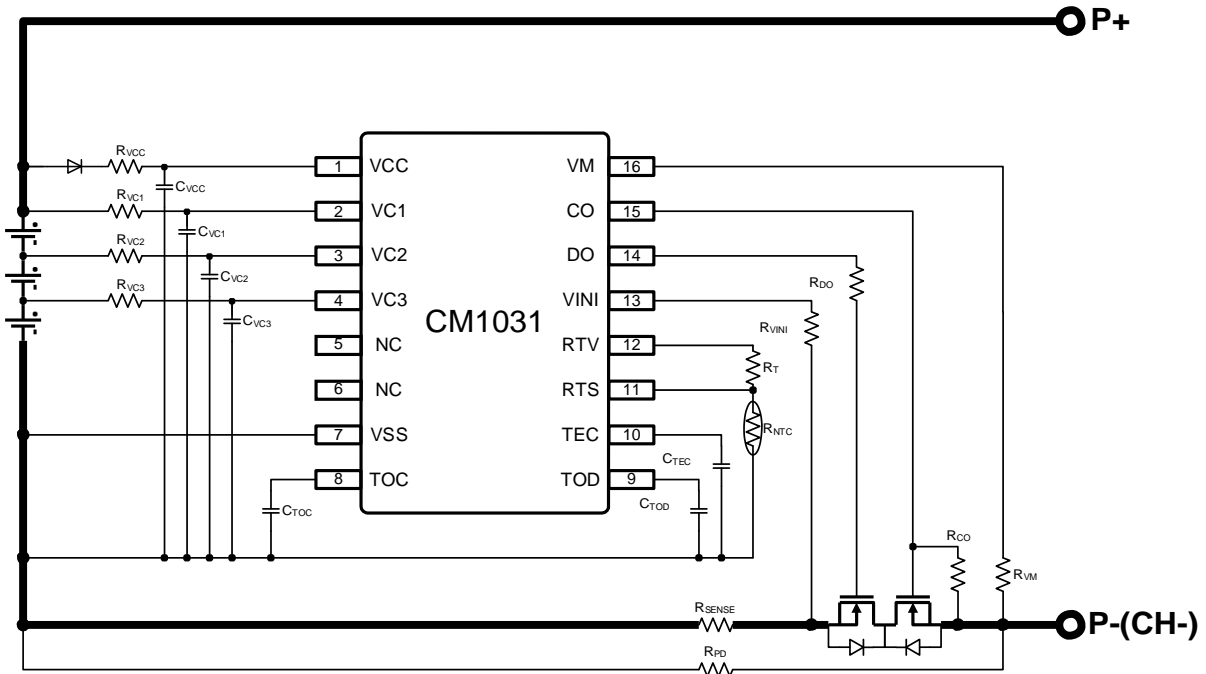 P+
RVCC
CVCC
RVC1
CVC1
RVC2
CVC2
RVC3
CVC3
CTOC
1 VCC
2 VC1
3 VC2
4 VC3
5 NC
6 NC
7 VSS
8 TOC
CM1031
VM 16
CO 15
DO 14
VINI 13
RTV 12
RTS 11
TEC 10
TOD 9
RDO
RVINI
RT
RNTC
CTEC
CTOD
RCO
RVM
RSENSE
P-(CH-)
RPD